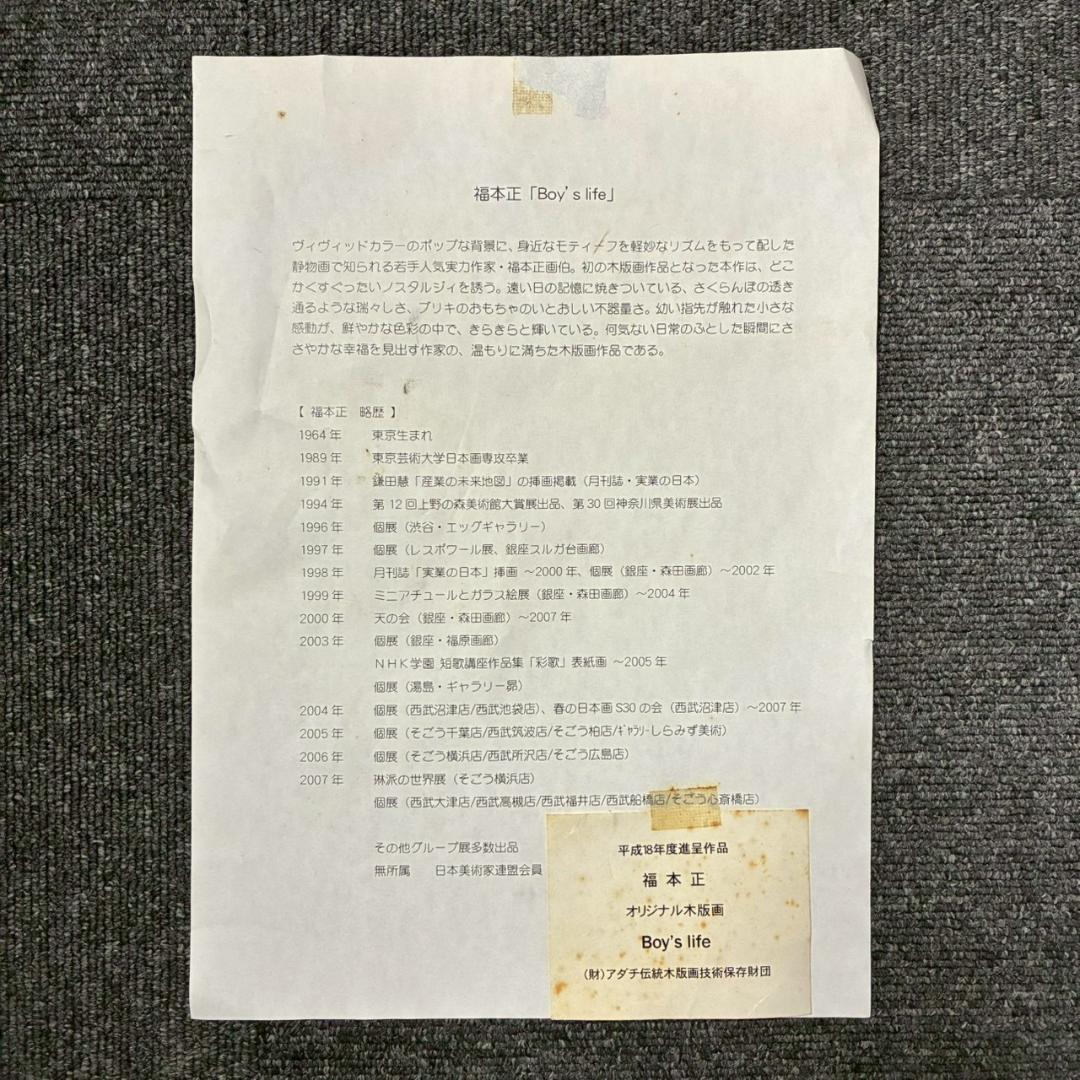 福本正「Boy's life」
ヴィヴィッドカラーのポップな背景に、身近なモティーフを軽妙なリズムをもって配した
静物画で知られる若手人気実力作家・福本正画伯。初の木版画作品となった本作は、どこ
かくすぐったいノスタルジィを誘う。遠い日の記憶に焼きついている、さくらんぼの透き
通るような瑞々しさ、ブリキのおもちゃのいとおしい不器量さ。幼い指先が触れた小さな
感動が、鮮やかな色彩の中で、きらきらと輝いている。何気ない日常のふとした瞬間にさ
さやかな幸福を見出す作家の、温もりに満ちた木版画作品である。
【 福本正 略歴 】
1964年 東京生まれ
1989年 東京芸術大学日本画専攻卒業
1991年 鎌田慧「産業の未来地図」の挿画掲載（月刊誌・実業の日本）
1994年 第12回上野の森美術館大賞展出品、第30回神奈川県美術展出品
1996年 個展（渋谷・エッグギャラリー）
1997年 個展（レスポワール展、銀座スルガ台画廊）
1998年 月刊誌「実業の日本」挿画 ～2000年、個展（銀座・森田画廊）～2002年
1999年 ミニアチュールとガラス絵展（銀座・森田画廊）～2004年
2000年 天の会（銀座・森田画廊）～2007年
2003年 個展（銀座・福原画廊）
NHK学園 短歌講座作品集「彩歌」表紙画 ～2005年
個展（湯島・ギャラリー昴）
2004年 個展（西武沼津店/西武池袋店）、春の日本画S30の会（西武沼津店）～2007年
2005年 個展（そごう千葉店/西武筑波店/そごう柏店/ｷﾞｬﾗﾘｰしらみず美術）
2006年 個展（そごう横浜店/西武所沢店/そごう広島店）
2007年 琳派の世界展（そごう横浜店）
個展（西武大津店/西武高槻店/西武福井店/西武船橋店/そごう心斎橋店）
その他グループ展多数出品
無所属 日本美術家連盟会員
平成18年度進呈作品
福本正
オリジナル木版画
Boy's life
（財）アダチ伝統木版画技術保存財団